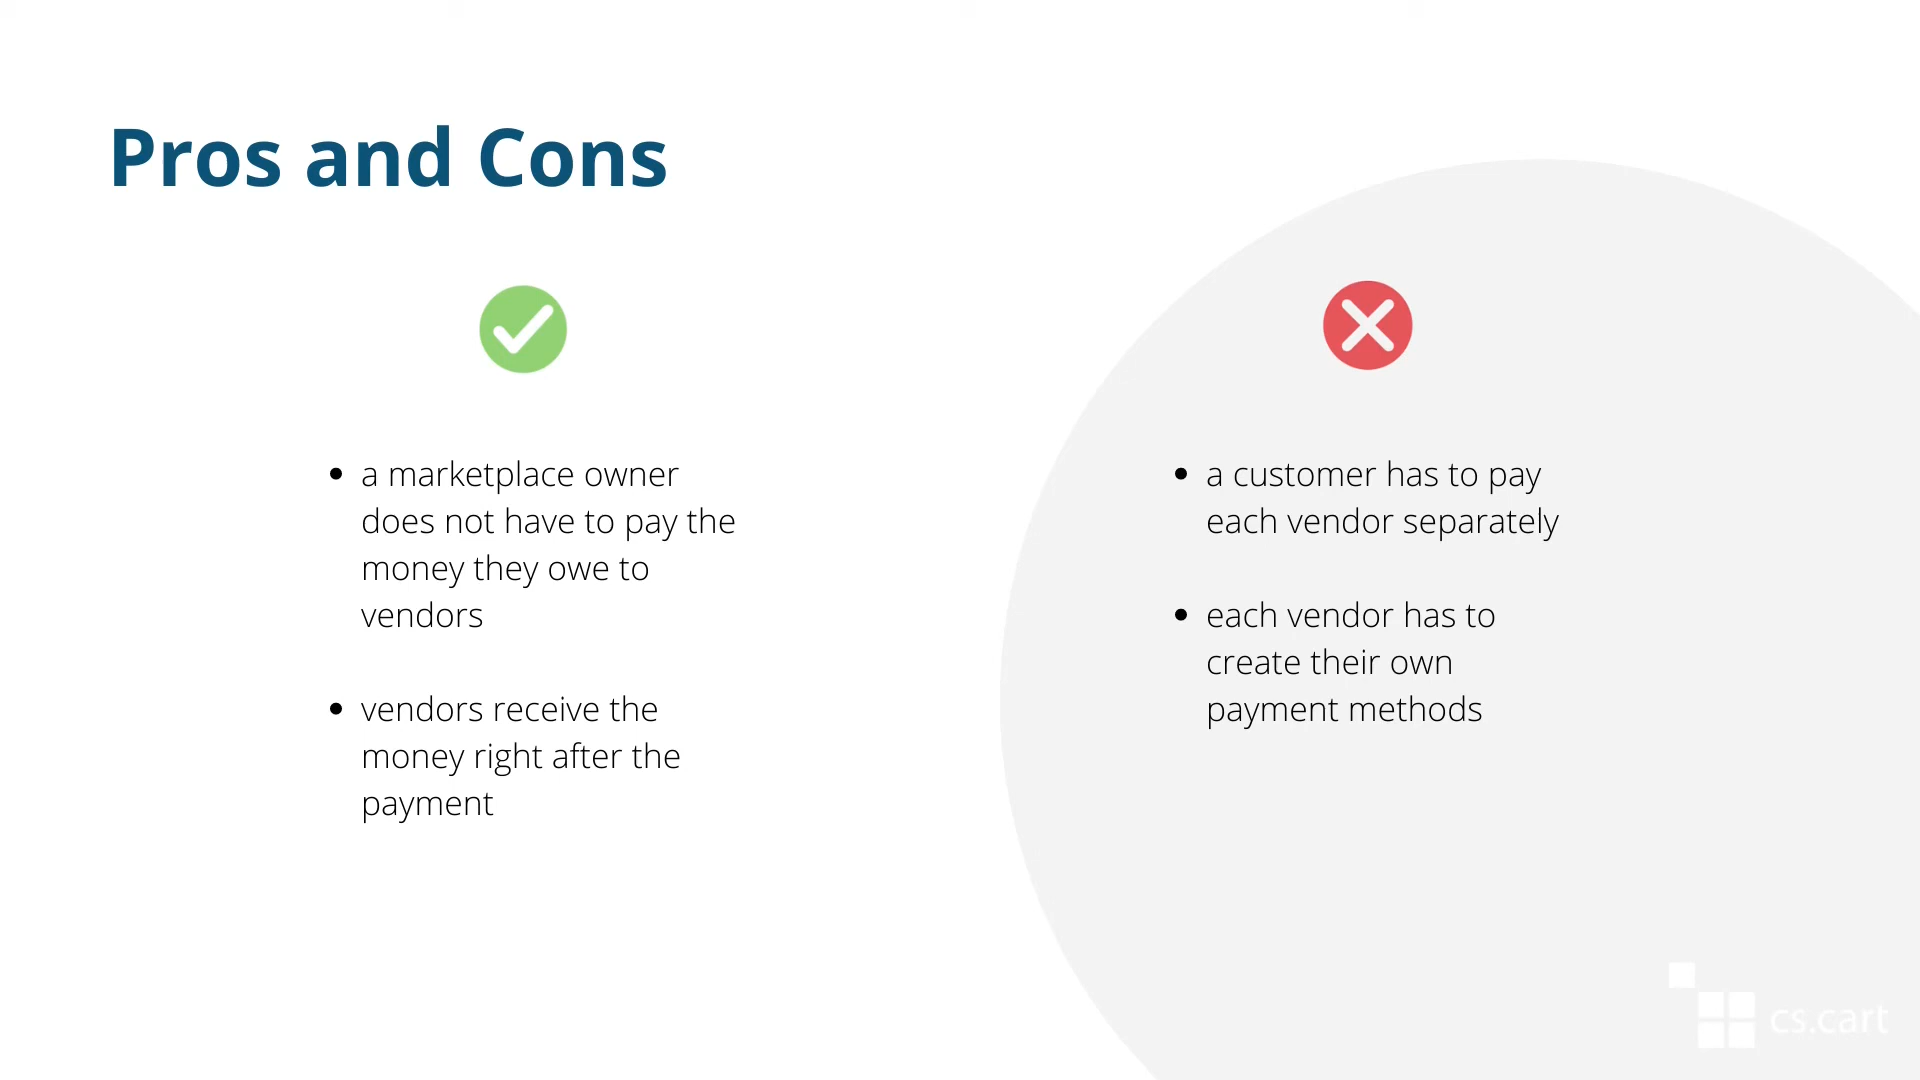 Pros and Cons
a marketplace owner
does not have to pay the
money they owe to
vendors
vendors receive the
money right after the
payment
a customer has to pay
each vendor separately
each vendor has to
create their own
payment methods
cs.cart